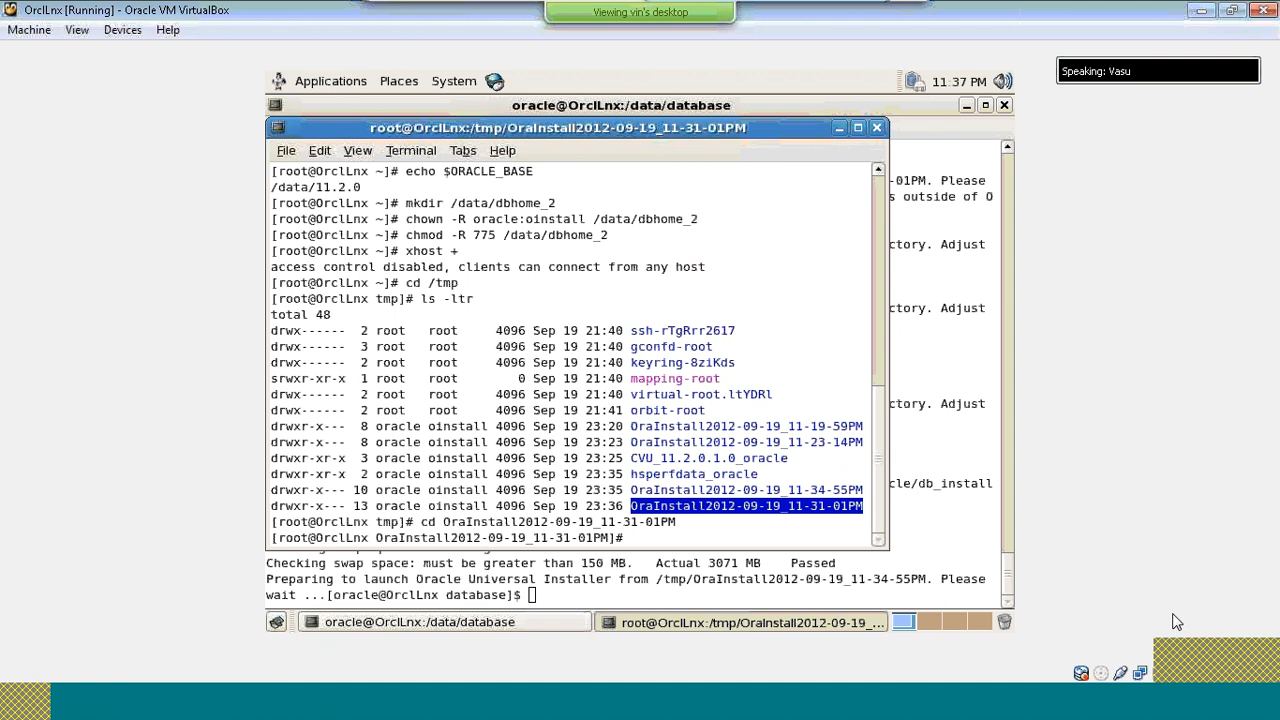 OrclLnx [Running] - Oracle VM VirtualBox
Viewing vin's desktop
Machine View Devices Help
Speaking: Vasu
Applications Places System 11:37 PM
oracle@OrclLnx:/data/database
root@OrclLnx:/tmp/OraInstall2012-09-19_11-31-01PM
File Edit View Terminal Tabs Help
[root@OrclLnx ~]# echo $ORACLE_BASE
/data/11.2.0
-01PM. Please
[root@OrclLnx ~]# mkdir /data/dbhome_2
s outside of O
[root@OrclLnx ~]# chown -R oracle:oinstall /data/dbhome_2
[root@OrclLnx ~]# chmod -R 775 /data/dbhome_2
ctory. Adjust
[root@OrclLnx ~]# xhost +
access control disabled, clients can connect from any host
[root@OrclLnx ~]# cd /tmp
[root@OrclLnx tmp]# ls -ltr
ctory. Adjust
total 48
drwx------ 2 root root 4096 Sep 19 21:40 ssh-rTgRrr2617
drwx------ 3 root root 4096 Sep 19 21:40 gconfd-root
drwx------ 2 root root 4096 Sep 19 21:40 keyring-8ziKds
srwxr-xr-x 1 root root 0 Sep 19 21:40 mapping-root
drwx------ 2 root root 4096 Sep 19 21:40 virtual-root.ltYDRl
ctory. Adjust
drwx------ 2 root root 4096 Sep 19 21:41 orbit-root
drwxr-x--- 8 oracle oinstall 4096 Sep 19 23:20 OraInstall2012-09-19_11-19-59PM
drwxr-x--- 8 oracle oinstall 4096 Sep 19 23:23 OraInstall2012-09-19_11-23-14PM
drwxr-xr-x 3 oracle oinstall 4096 Sep 19 23:25 CVU_11.2.0.1.0_oracle
drwxr-xr-x 2 oracle oinstall 4096 Sep 19 23:35 hsperfdata_oracle
cle/db_install
drwxr-x--- 10 oracle oinstall 4096 Sep 19 23:35 OraInstall2012-09-19_11-34-55PM
drwxr-x--- 13 oracle oinstall 4096 Sep 19 23:36 OraInstall2012-09-19_11-31-01PM
[root@OrclLnx tmp]# cd OraInstall2012-09-19_11-31-01PM
[root@OrclLnx OraInstall2012-09-19_11-31-01PM]#
Checking swap space: must be greater than 150 MB. Actual 3071 MB Passed
Preparing to launch Oracle Universal Installer from /tmp/OraInstall2012-09-19_11-34-55PM. Please
wait ...[oracle@OrclLnx database]$
oracle@OrclLnx:/data/database
root@OrclLnx:/tmp/OraInstall2012-09-19_...